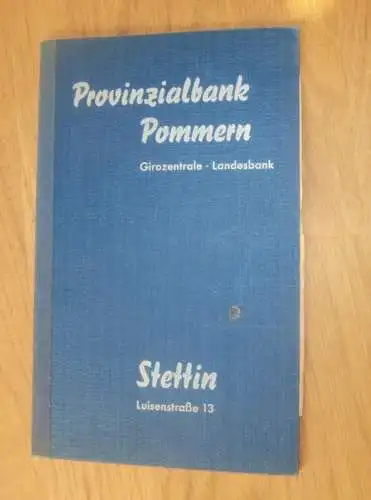 Provinzialbank
Pommern
Girozentrale - Landesbank
Stettin
Luisenstraße 13